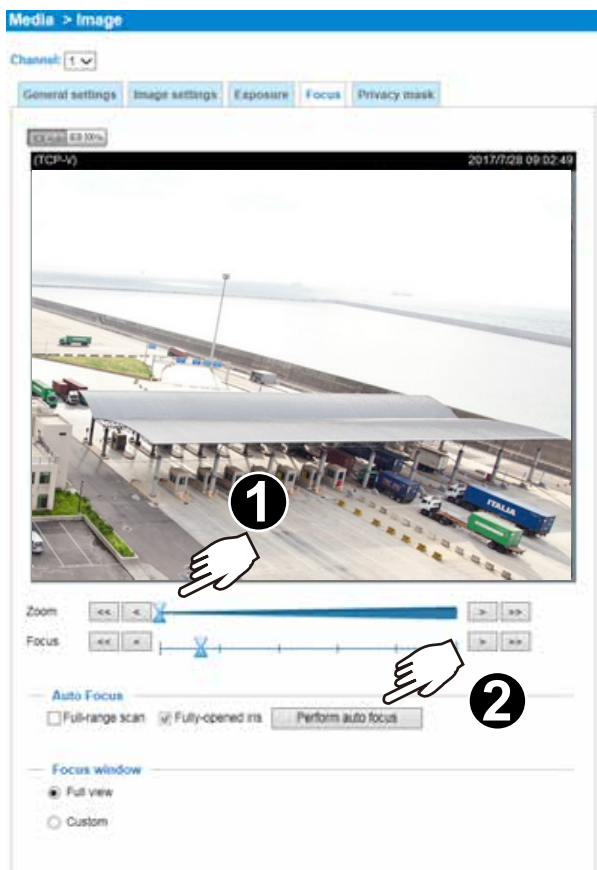 Media > Image
Channel: 1
General settings Image settings Exposure Focus Privacy mask
(TCP-V) 2017/7/28 09:02:49
ITALIA
1
Zoom << < > >>
Focus << < > >>
2
Auto Focus
Full-range scan Fully-opened iris Perform auto focus
Focus window
Full view
Custom